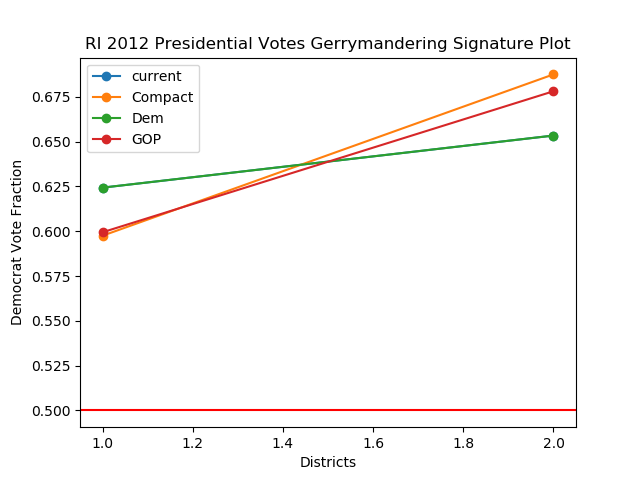 RI 2012 Presidential Votes Gerrymandering Signature Plot
current
Compact
Dem
GOP
Democrat Vote Fraction
0.675
0.650
0.625
0.600
0.575
0.550
0.525
0.500
1.0 1.2 1.4 1.6 1.8 2.0
Districts